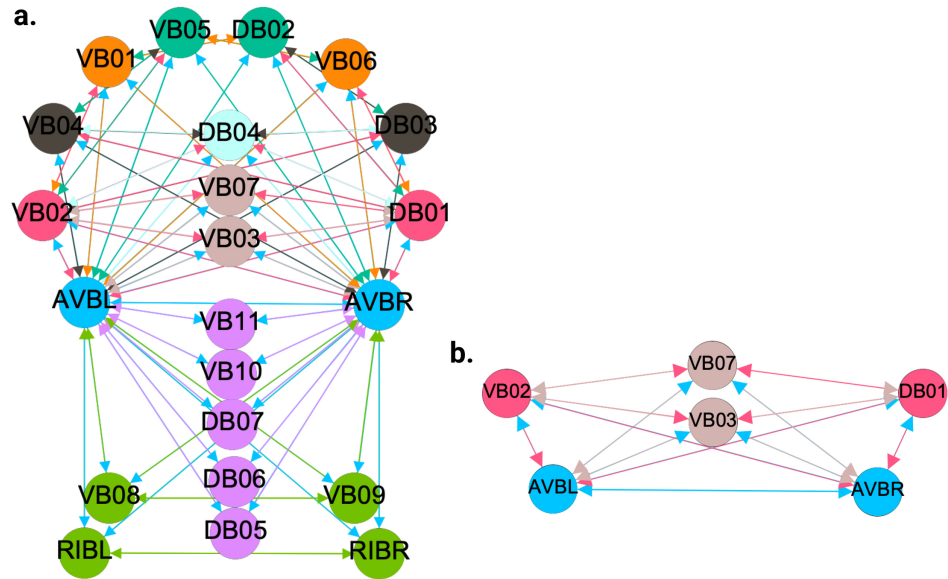 a.
VB05 DB02
VB01 VB06
VB04 DB04 DB03
VB07
VB02 DB01
VB03
AVBL AVBR
VB11
VB10
DB07
DB06
VB08 VB09
DB05
RIBL RIBR
b.
VB07
VB02 DB01
VB03
AVBL AVBR